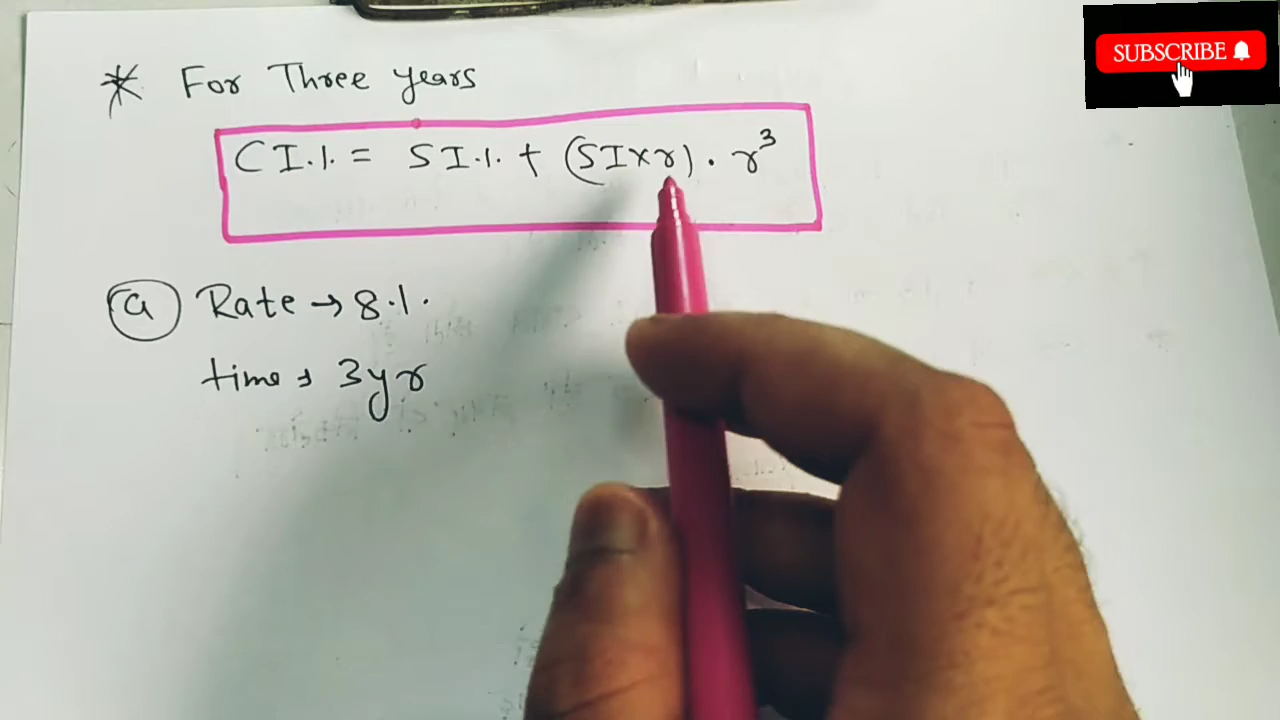 SUBSCRIBE
* For Three years
CI.%= SI.% + (SI×r) . r³
(a) Rate → 8.%.
time → 3yr